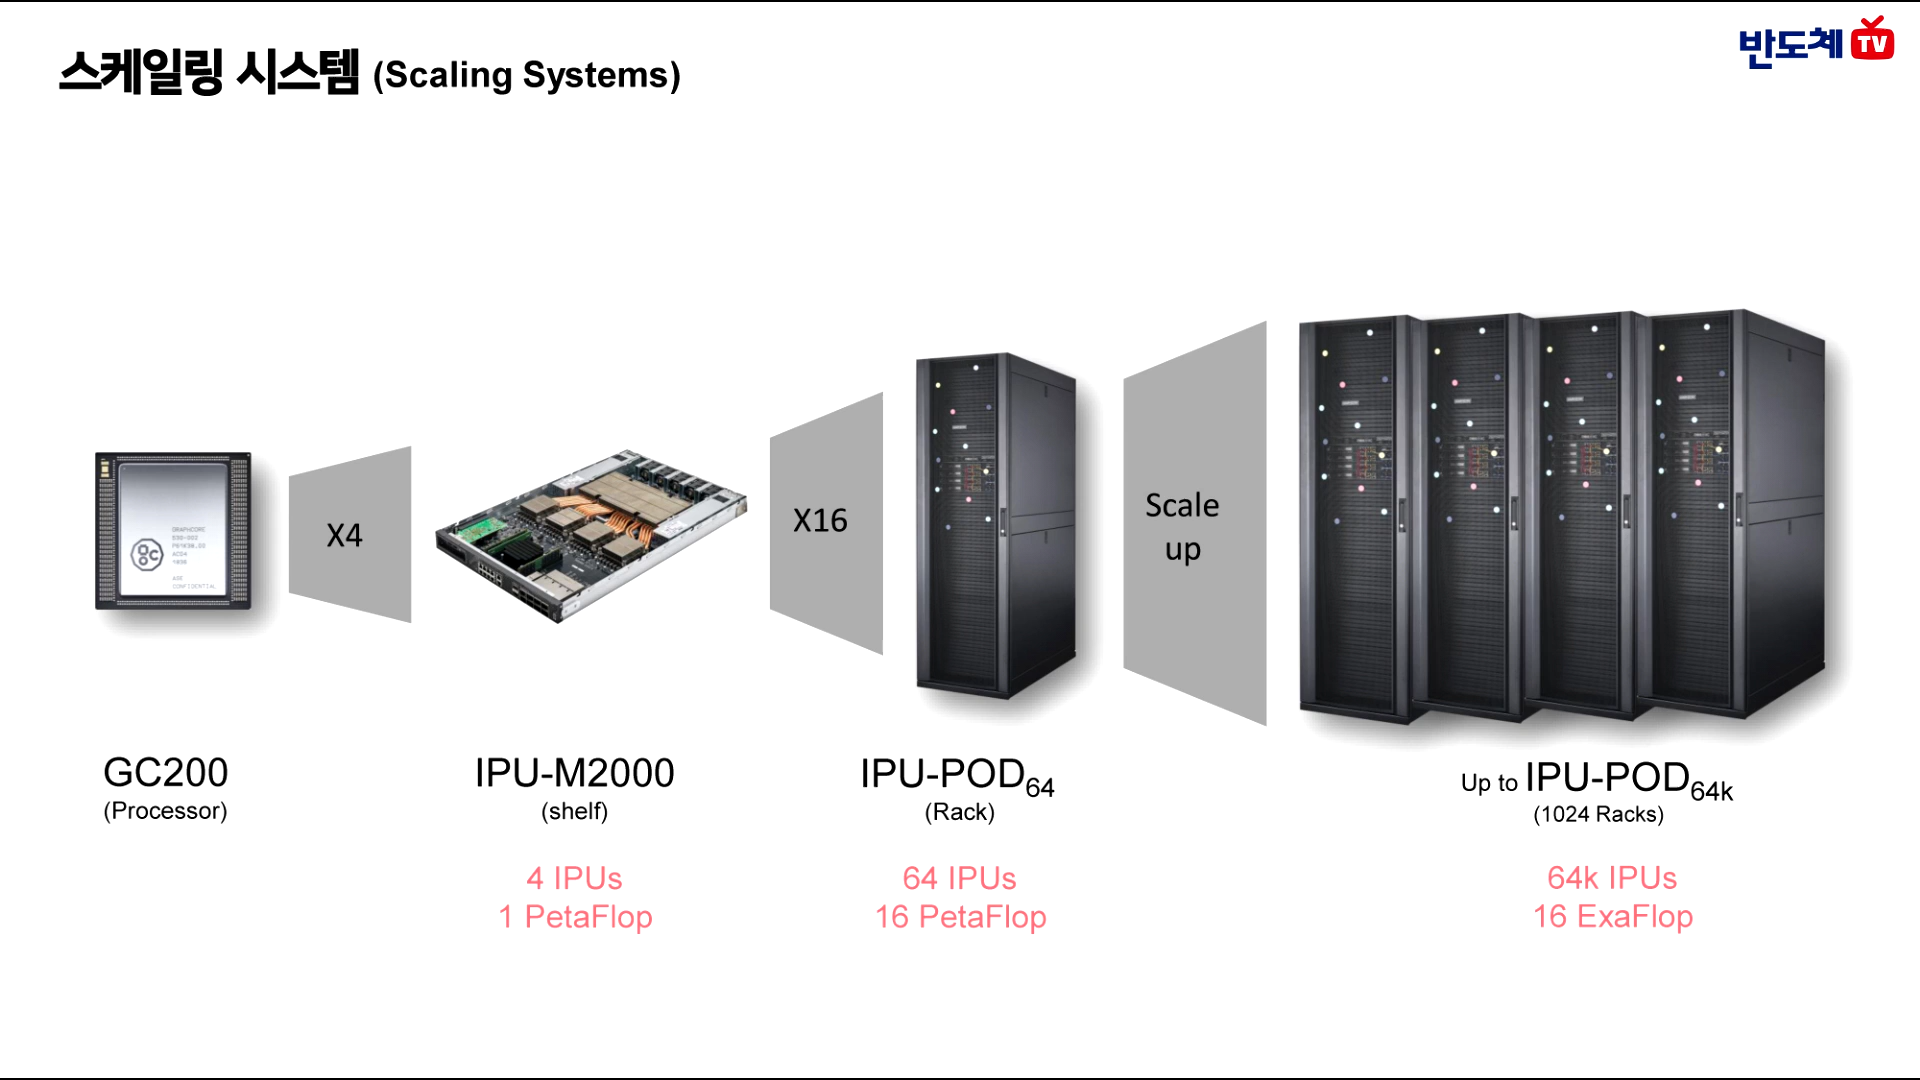 스케일링 시스템 (Scaling Systems)
반도체 TV
X4
X16
Scale
up
GRAPHCORE
CONFIDENTIAL
GC200
(Processor)
IPU-M2000
(shelf)
4 IPUs
1 PetaFlop
IPU-POD64
(Rack)
64 IPUs
16 PetaFlop
Up to IPU-POD64k
(1024 Racks)
64k IPUs
16 ExaFlop